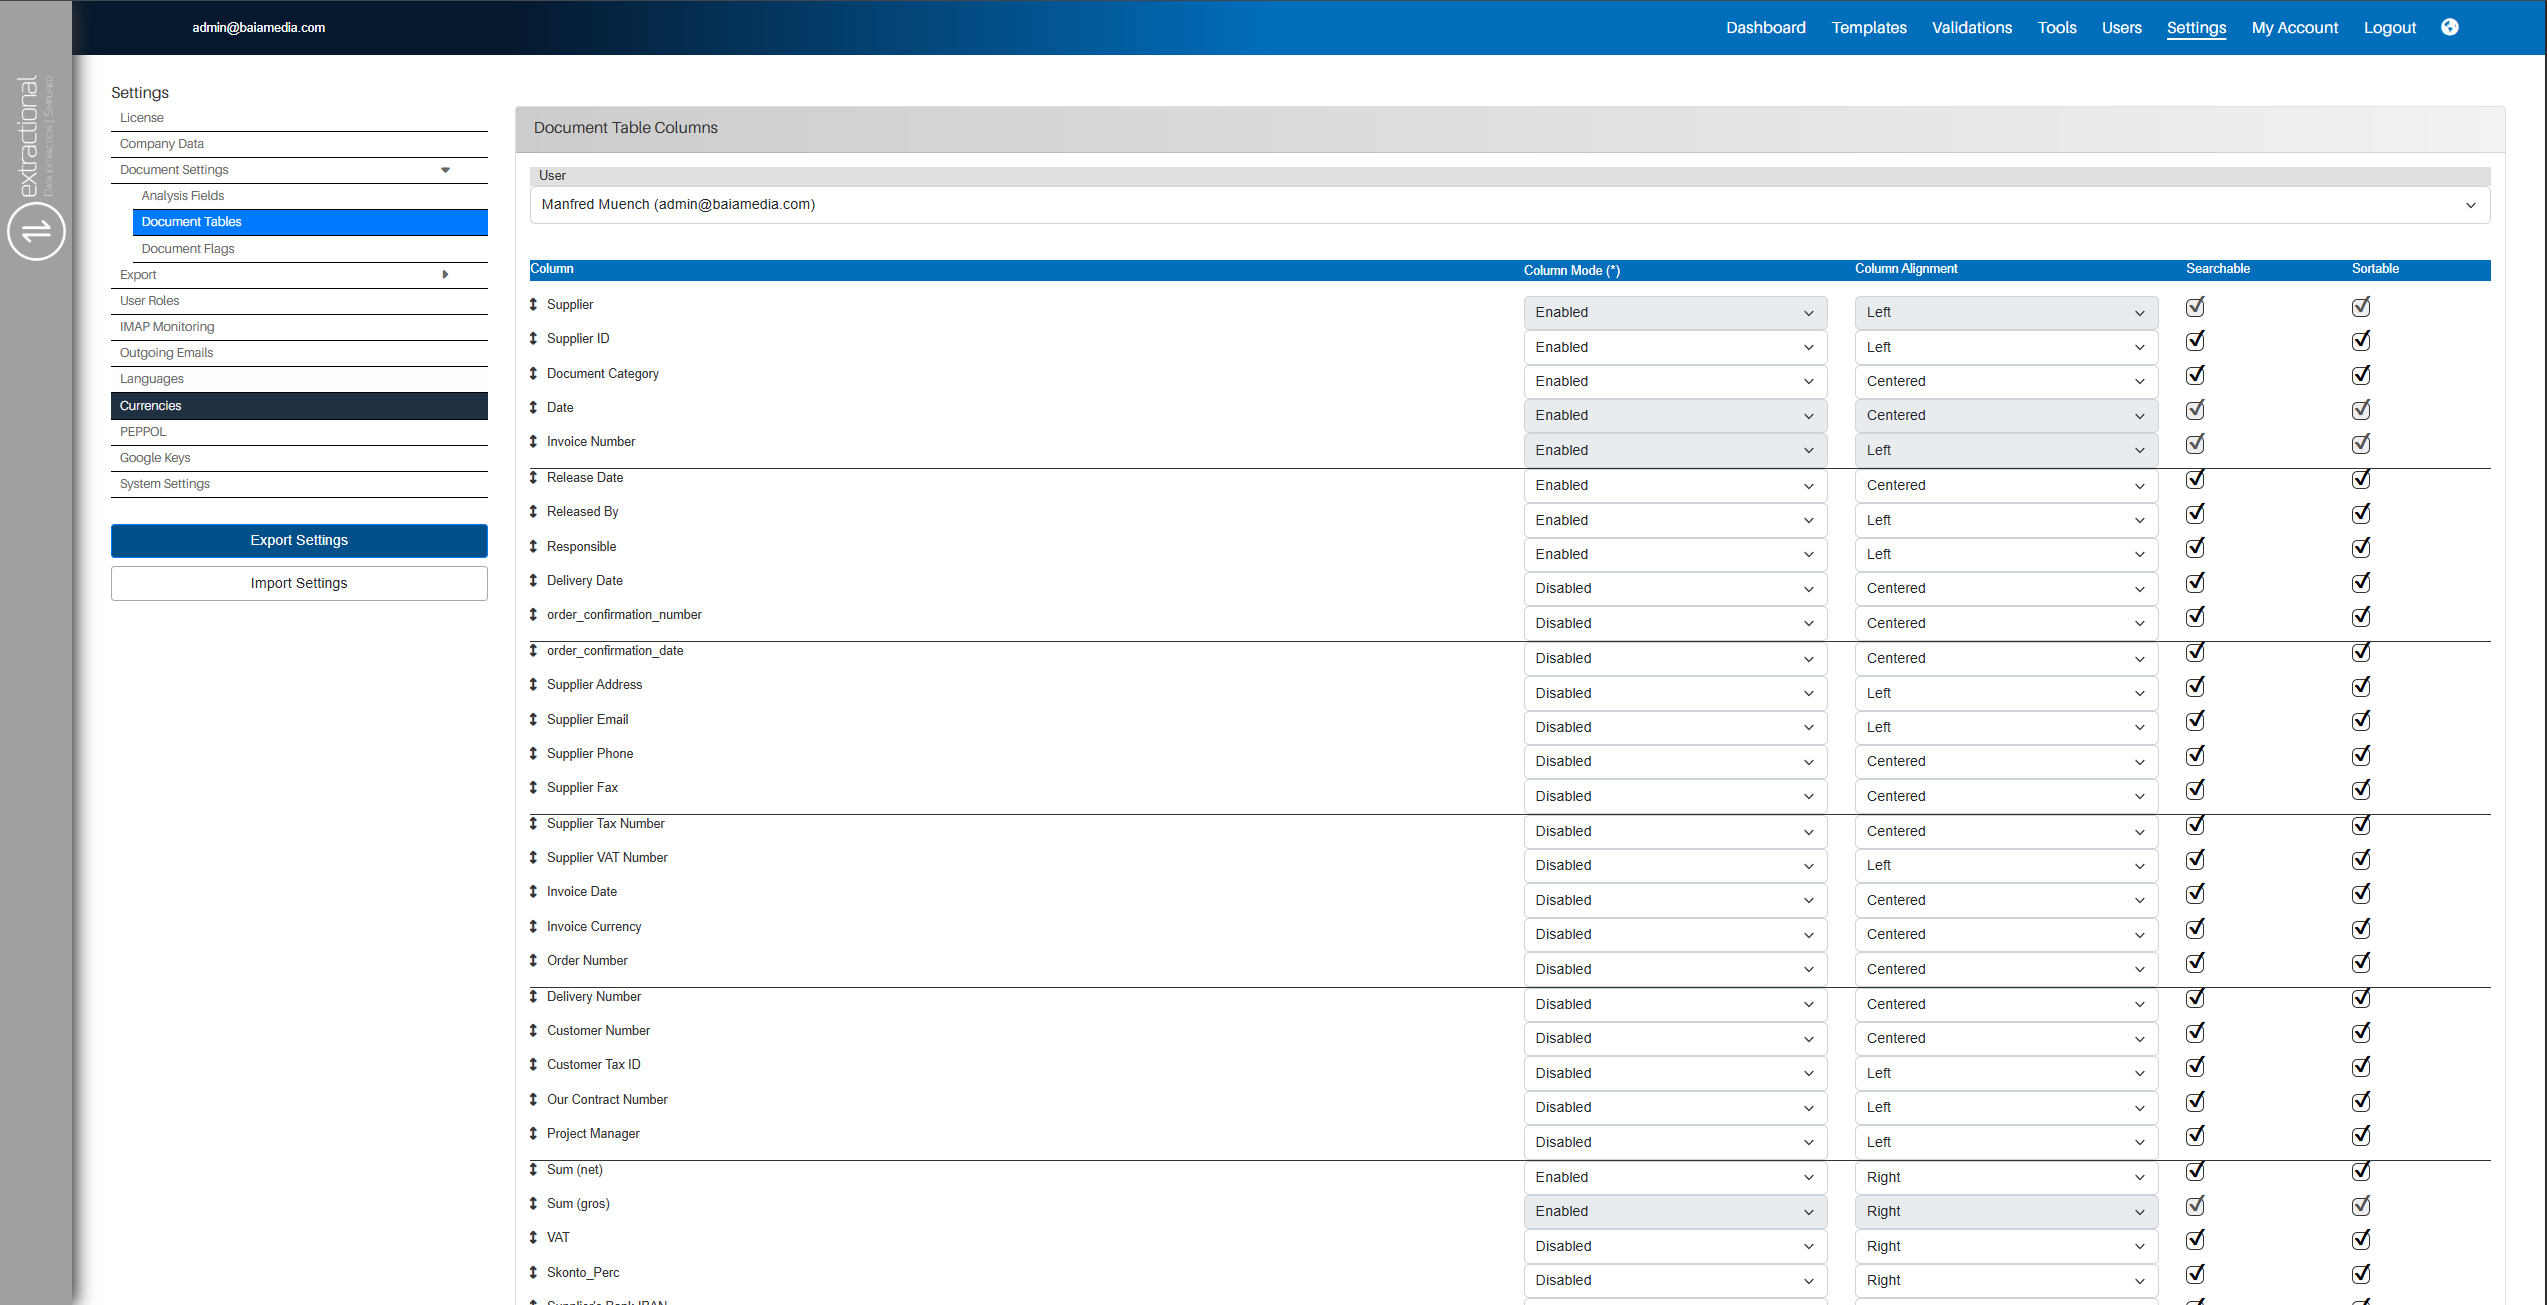 admin@baiamedia.com
Dashboard Templates Validations Tools Users Settings My Account Logout
extractional
DATA EXTRACTION | SIMPLIFIED
Settings
License
Company Data
Document Settings
Analysis Fields
Document Tables
Document Flags
Export
User Roles
IMAP Monitoring
Outgoing Emails
Languages
Currencies
PEPPOL
Google Keys
System Settings
Export Settings
Import Settings
Document Table Columns
User
Manfred Muench (admin@baiamedia.com)
Column Column Mode (*) Column Alignment Searchable Sortable
Supplier Enabled Left
Supplier ID Enabled Left
Document Category Enabled Centered
Date Enabled Centered
Invoice Number Enabled Left
Release Date Enabled Centered
Released By Enabled Left
Responsible Enabled Left
Delivery Date Disabled Centered
order_confirmation_number Disabled Centered
order_confirmation_date Disabled Centered
Supplier Address Disabled Left
Supplier Email Disabled Left
Supplier Phone Disabled Centered
Supplier Fax Disabled Centered
Supplier Tax Number Disabled Centered
Supplier VAT Number Disabled Left
Invoice Date Disabled Centered
Invoice Currency Disabled Centered
Order Number Disabled Centered
Delivery Number Disabled Centered
Customer Number Disabled Centered
Customer Tax ID Disabled Left
Our Contract Number Disabled Left
Project Manager Disabled Left
Sum (net) Enabled Right
Sum (gros) Enabled Right
VAT Disabled Right
Skonto_Perc Disabled Right
Supplier's Bank IBAN